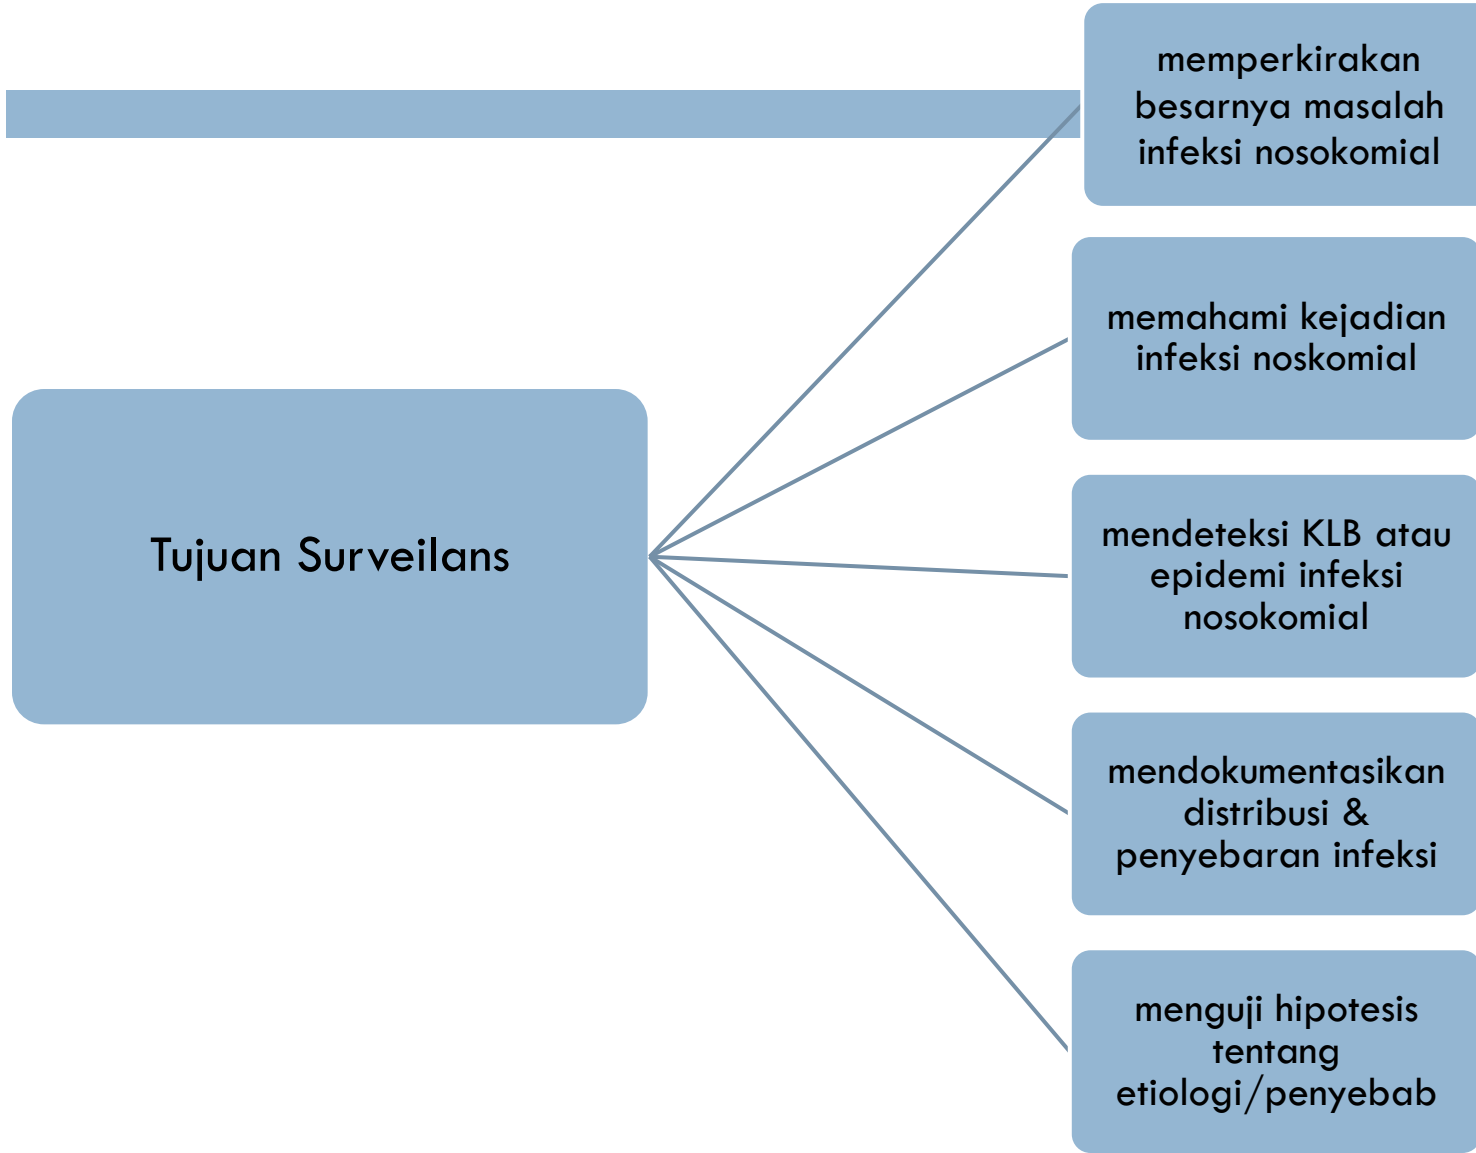 Tujuan Surveilans
memperkirakan
besarnya masalah
infeksi nosokomial
memahami kejadian
infeksi noskomial
mendeteksi KLB atau
epidemi infeksi
nosokomial
mendokumentasikan
distribusi &
penyebaran infeksi
menguji hipotesis
tentang
etiologi/penyebab